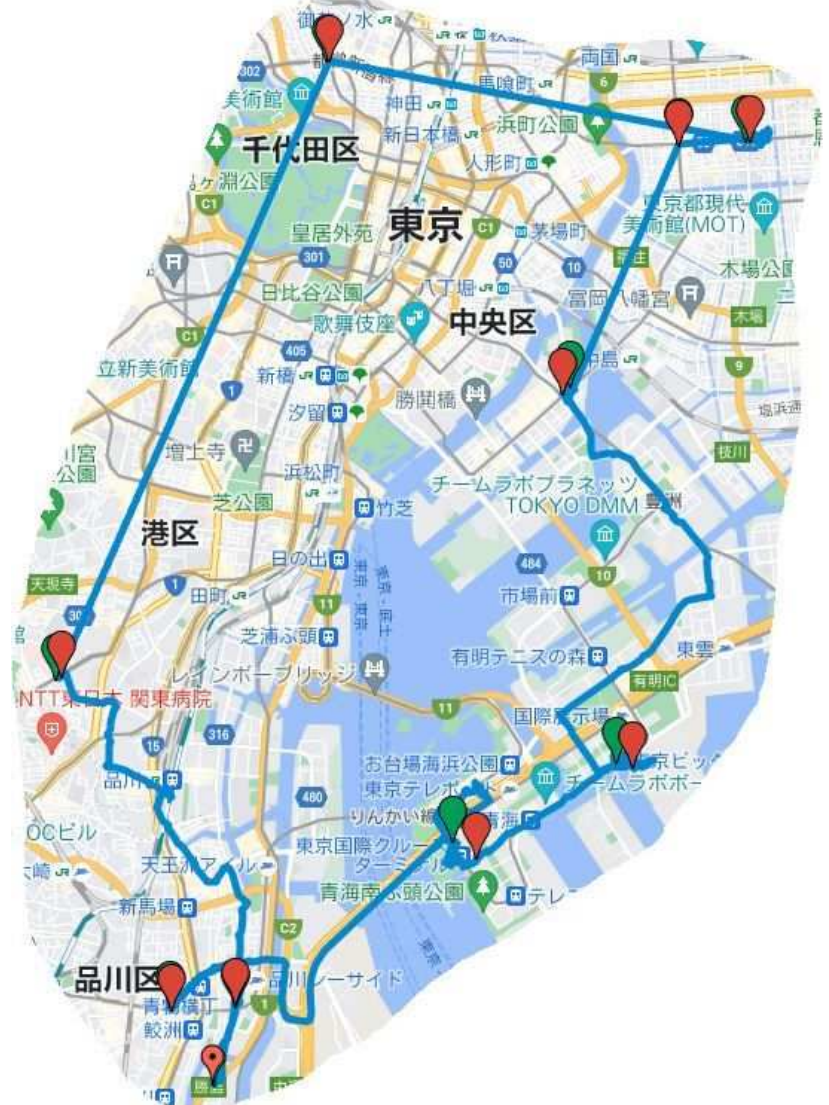 両国
302
6
馬喰町
美術館
神田
浜町公園
新日本橋
千代田区
人形町
東京都現代
美術館(MOT)
C1
東京
皇居外苑
C1
茅場町
301
50
10
木場公園
日比谷公園
八丁堀
富岡八幡宮
歌舞伎座
中央区
木場
C1
405
立新美術館
新橋
9
1
勝鬨橋
汐留
塩浜通
増上寺
枝川
浜松町
芝公園
チームラボプラネッツ
TOKYO DMM
豊洲
竹芝
港区
日の出
484
10
天現寺
1
田町
11
市場前
芝浦ふ頭
有明テニスの森
東雲
レインボーブリッジ
有明IC
NTT東日本 関東病院
11
316
国際展示場
15
お台場海浜公園
品川
東京テレポート
480
りんかい線
青海
OCビル
東京国際クルーズ
ターミナル
天王洲アイル
青海南ふ頭公園
テレコ
新馬場
C2
品川区
品川シーサイド
青物横丁
1
鮫洲